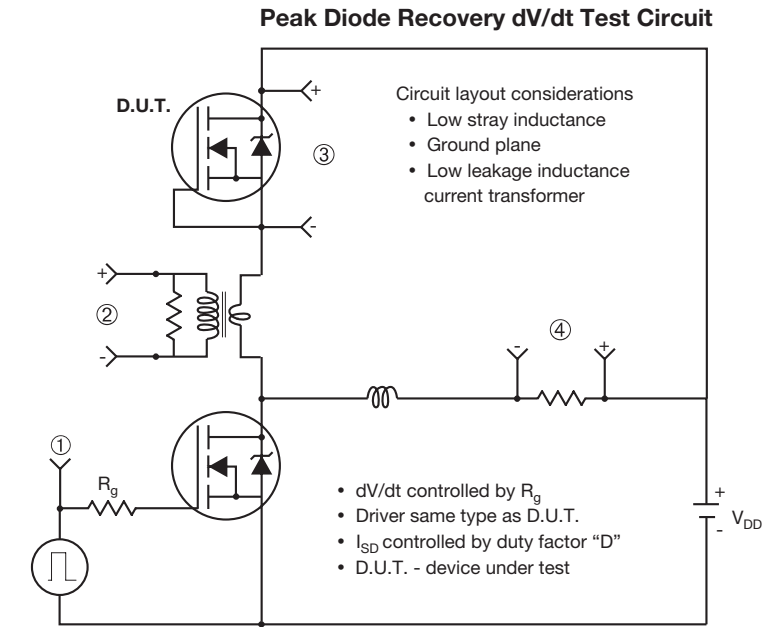 Peak Diode Recovery dV/dt Test Circuit
D.U.T.
+
Circuit layout considerations
• Low stray inductance
• Ground plane
• Low leakage inductance
current transformer
③
-
+
②
-
④
-
+
①
Rg
• dV/dt controlled by Rg
• Driver same type as D.U.T.
• ISD controlled by duty factor “D”
• D.U.T. - device under test
+
VDD
-